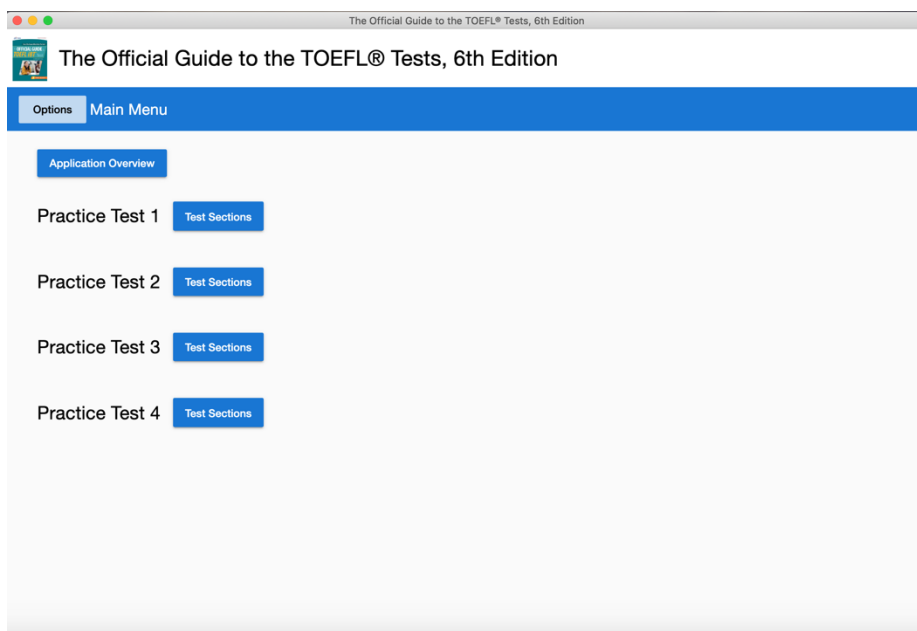 The Official Guide to the TOEFL® Tests, 6th Edition
The Official Guide to the TOEFL® Tests, 6th Edition
Options Main Menu
Application Overview
Practice Test 1 Test Sections
Practice Test 2 Test Sections
Practice Test 3 Test Sections
Practice Test 4 Test Sections